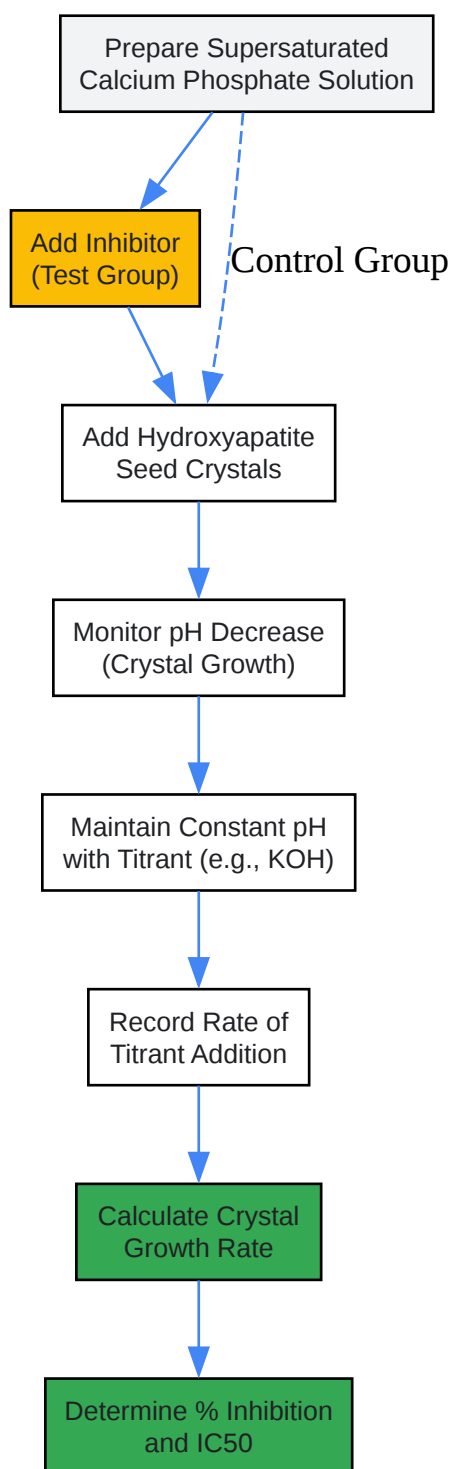 Prepare Supersaturated
Calcium Phosphate Solution
Add Inhibitor
(Test Group)
Control Group
Add Hydroxyapatite
Seed Crystals
Monitor pH Decrease
(Crystal Growth)
Maintain Constant pH
with Titrant (e.g., KOH)
Record Rate of
Titrant Addition
Calculate Crystal
Growth Rate
Determine % Inhibition
and IC50